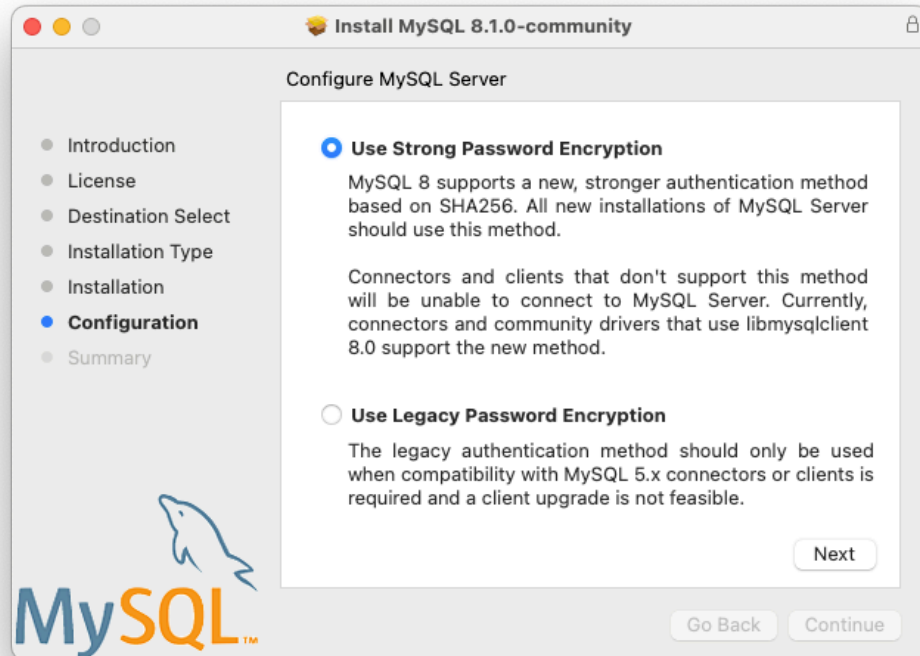 Install MySQL 8.1.0-community
Configure MySQL Server
Introduction
License
Destination Select
Installation Type
Installation
Configuration
Summary
Use Strong Password Encryption
MySQL 8 supports a new, stronger authentication method
based on SHA256. All new installations of MySQL Server
should use this method.
Connectors and clients that don't support this method
will be unable to connect to MySQL Server. Currently,
connectors and community drivers that use libmysqlclient
8.0 support the new method.
Use Legacy Password Encryption
The legacy authentication method should only be used
when compatibility with MySQL 5.x connectors or clients is
required and a client upgrade is not feasible.
Next
MySQL™
Go Back
Continue